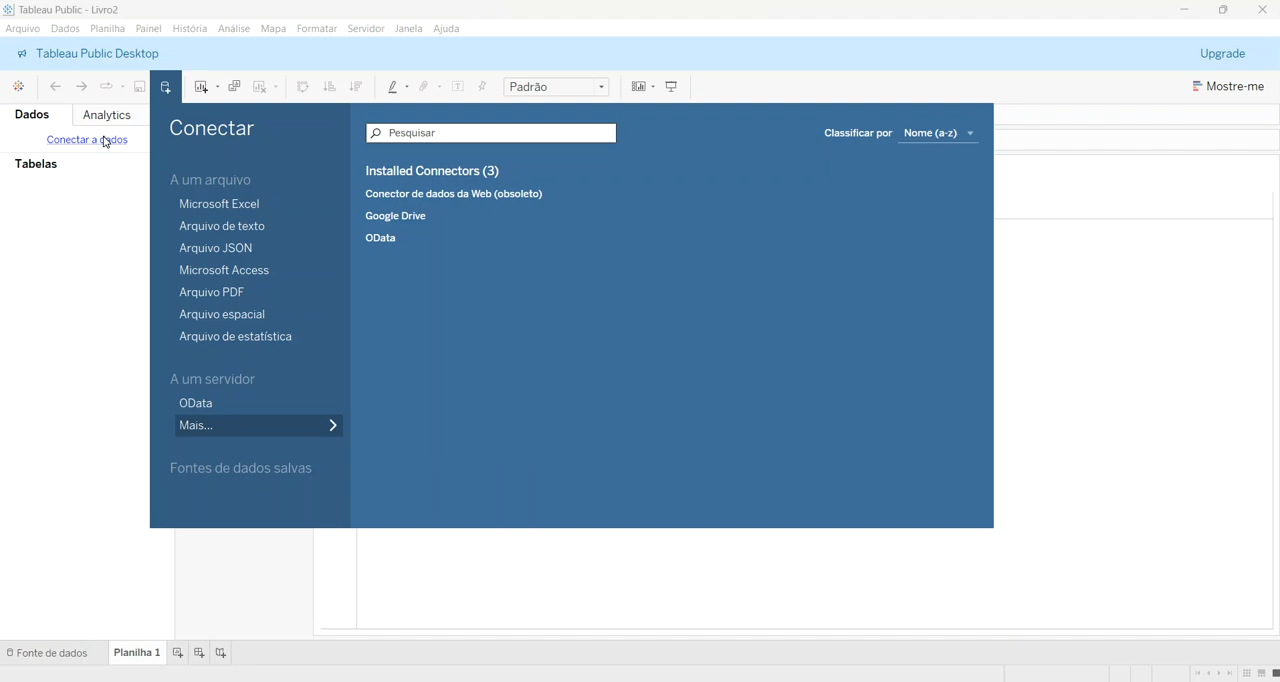 Tableau Public - Livro2
Arquivo Dados Planilha Painel História Análise Mapa Formatar Servidor Janela Ajuda
Tableau Public Desktop Upgrade
Padrão Mostre-me
Dados Analytics
Conectar a dados
Tabelas
Conectar
A um arquivo
Microsoft Excel
Arquivo de texto
Arquivo JSON
Microsoft Access
Arquivo PDF
Arquivo espacial
Arquivo de estatística
A um servidor
OData
Mais...
Fontes de dados salvas
Pesquisar Classificar por Nome (a-z)
Installed Connectors (3)
Conector de dados da Web (obsoleto)
Google Drive
OData
Fonte de dados Planilha 1